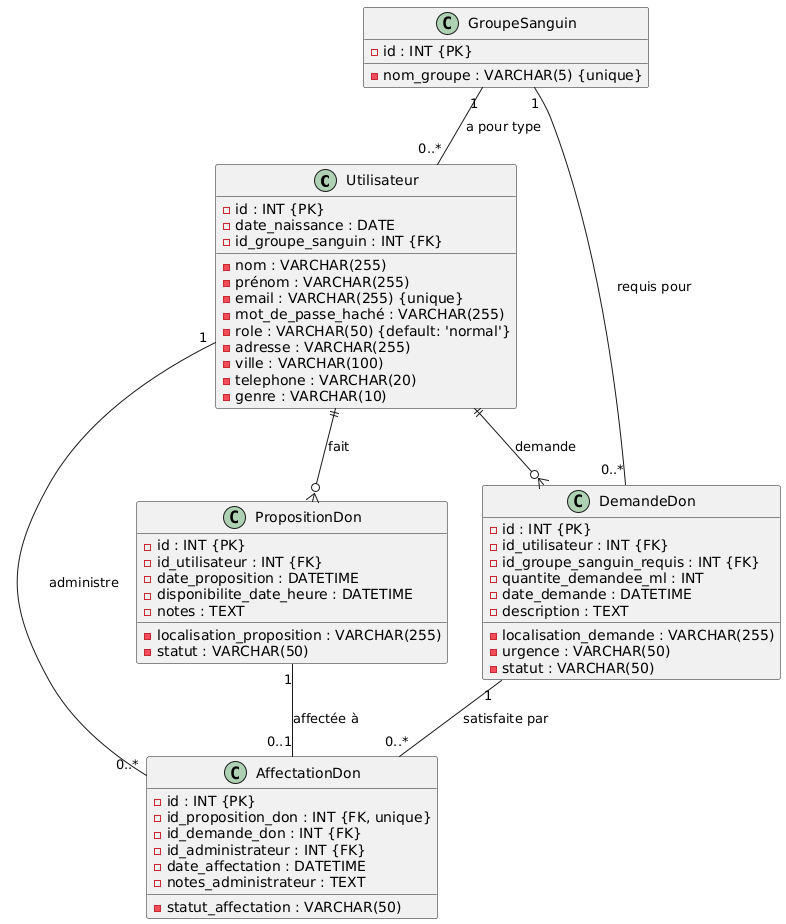 C GroupeSanguin
id : INT {PK}
nom_groupe : VARCHAR(5) {unique}
1
1
a pour type
0..*
C Utilisateur
id : INT {PK}
date_naissance : DATE
id_groupe_sanguin : INT {FK}
nom : VARCHAR(255)
prénom : VARCHAR(255)
email : VARCHAR(255) {unique}
mot_de_passe_haché : VARCHAR(255)
role : VARCHAR(50) {default: 'normal'}
adresse : VARCHAR(255)
ville : VARCHAR(100)
telephone : VARCHAR(20)
genre : VARCHAR(10)
requis pour
1
fait
demande
0..*
C PropositionDon
id : INT {PK}
id_utilisateur : INT {FK}
date_proposition : DATETIME
disponibilite_date_heure : DATETIME
notes : TEXT
localisation_proposition : VARCHAR(255)
statut : VARCHAR(50)
C DemandeDon
id : INT {PK}
id_utilisateur : INT {FK}
id_groupe_sanguin_requis : INT {FK}
quantite_demandee_ml : INT
date_demande : DATETIME
description : TEXT
localisation_demande : VARCHAR(255)
urgence : VARCHAR(50)
statut : VARCHAR(50)
administre
1
1
affectée à
satisfaite par
0..1
0..*
0..*
C AffectationDon
id : INT {PK}
id_proposition_don : INT {FK, unique}
id_demande_don : INT {FK}
id_administrateur : INT {FK}
date_affectation : DATETIME
notes_administrateur : TEXT
statut_affectation : VARCHAR(50)